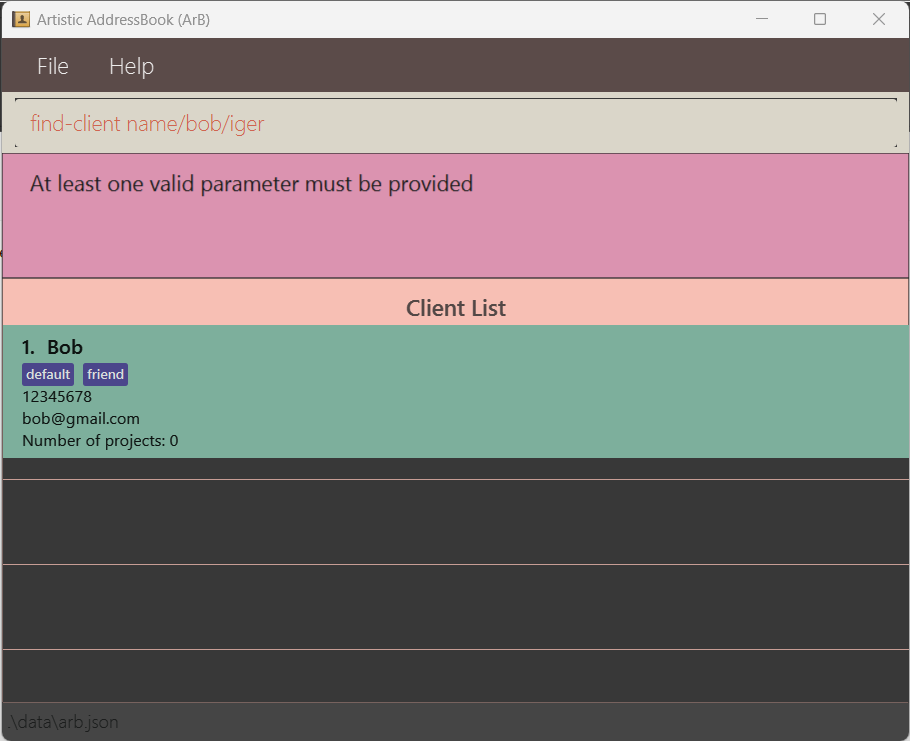 Artistic AddressBook (ArB)
File Help
find-client name/bob/iger
At least one valid parameter must be provided
Client List
1. Bob
default friend
12345678
bob@gmail.com
Number of projects: 0
.\data\arb.json